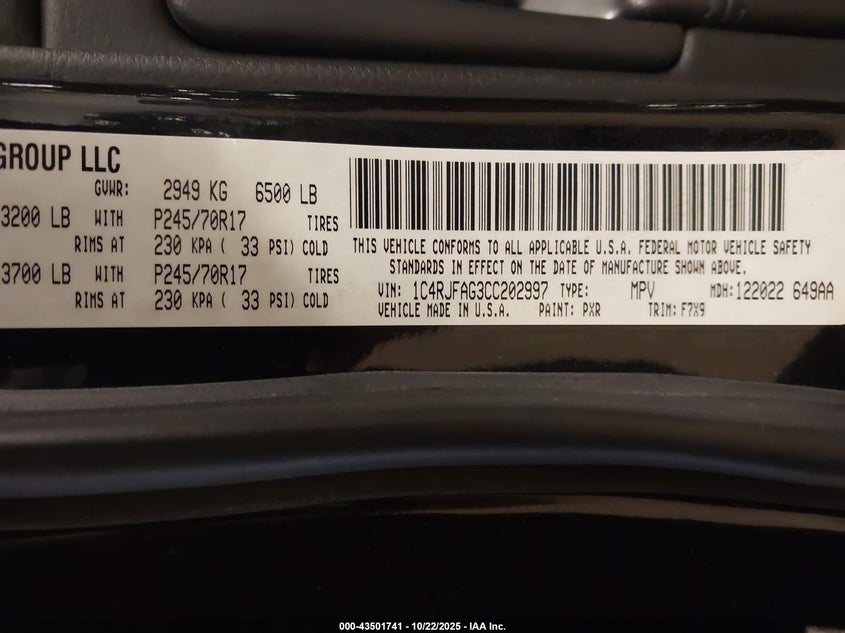 GROUP LLC
GVWR: 2949 KG 6500 LB
3200 LB WITH P245/70R17 TIRES
RIMS AT 230 KPA ( 33 PSI) COLD
3700 LB WITH P245/70R17 TIRES
RIMS AT 230 KPA ( 33 PSI) COLD
THIS VEHICLE CONFORMS TO ALL APPLICABLE U.S.A. FEDERAL MOTOR VEHICLE SAFETY
STANDARDS IN EFFECT ON THE DATE OF MANUFACTURE SHOWN ABOVE.
VIN: 1C4RJFAG3CC202997 TYPE: MPV MDH:122022 649AA
VEHICLE MADE IN U.S.A. PAINT: PXR TRIM: F7X9
000-43501741 - 10/22/2025 - IAA Inc.